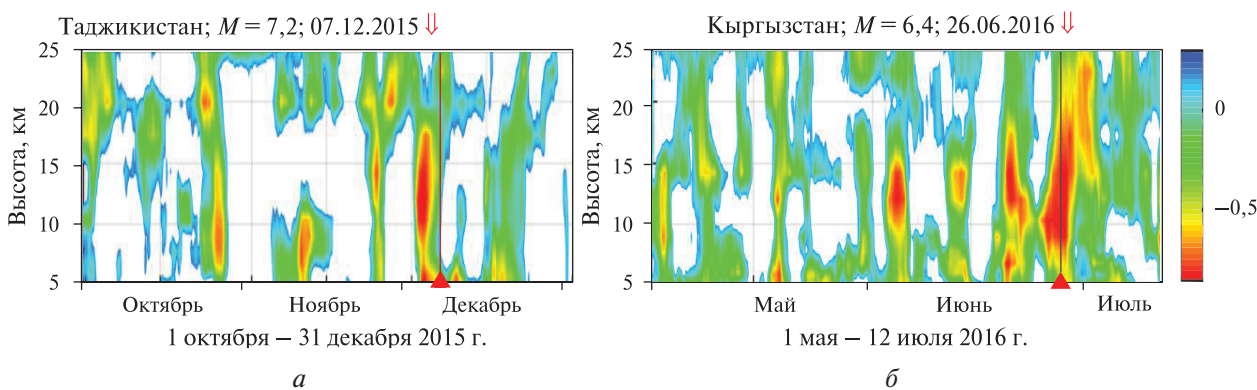 Таджикистан; M = 7,2; 07.12.2015 ⇓
Кыргызстан; M = 6,4; 26.06.2016 ⇓
Высота, км
25
20
15
10
5
Октябрь Ноябрь Декабрь
1 октября – 31 декабря 2015 г.
а
Высота, км
25
20
15
10
5
Май Июнь Июль
1 мая – 12 июля 2016 г.
б
0
–0,5